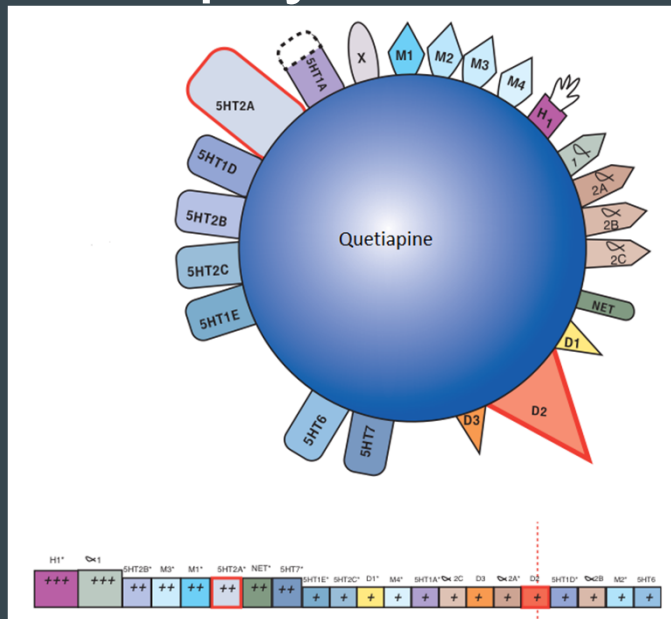 5HT2A
5HT1A
X
M1
M2
M3
M4
H1
α1
α2A
α2B
α2C
NET
D1
D2
D3
5HT7
5HT6
5HT1E
5HT2C
5HT2B
5HT1D
Quetiapine
H1* α1 5HT2B* M3* M1* 5HT2A* NET* 5HT7* 5HT1E* 5HT2C* D1* M4* 5HT1A* α2C D3 α2A* D2 5HT1D* α2B M2* 5HT6
+++ +++ ++ ++ ++ ++ ++ ++ + + + + + + + + + + + + +